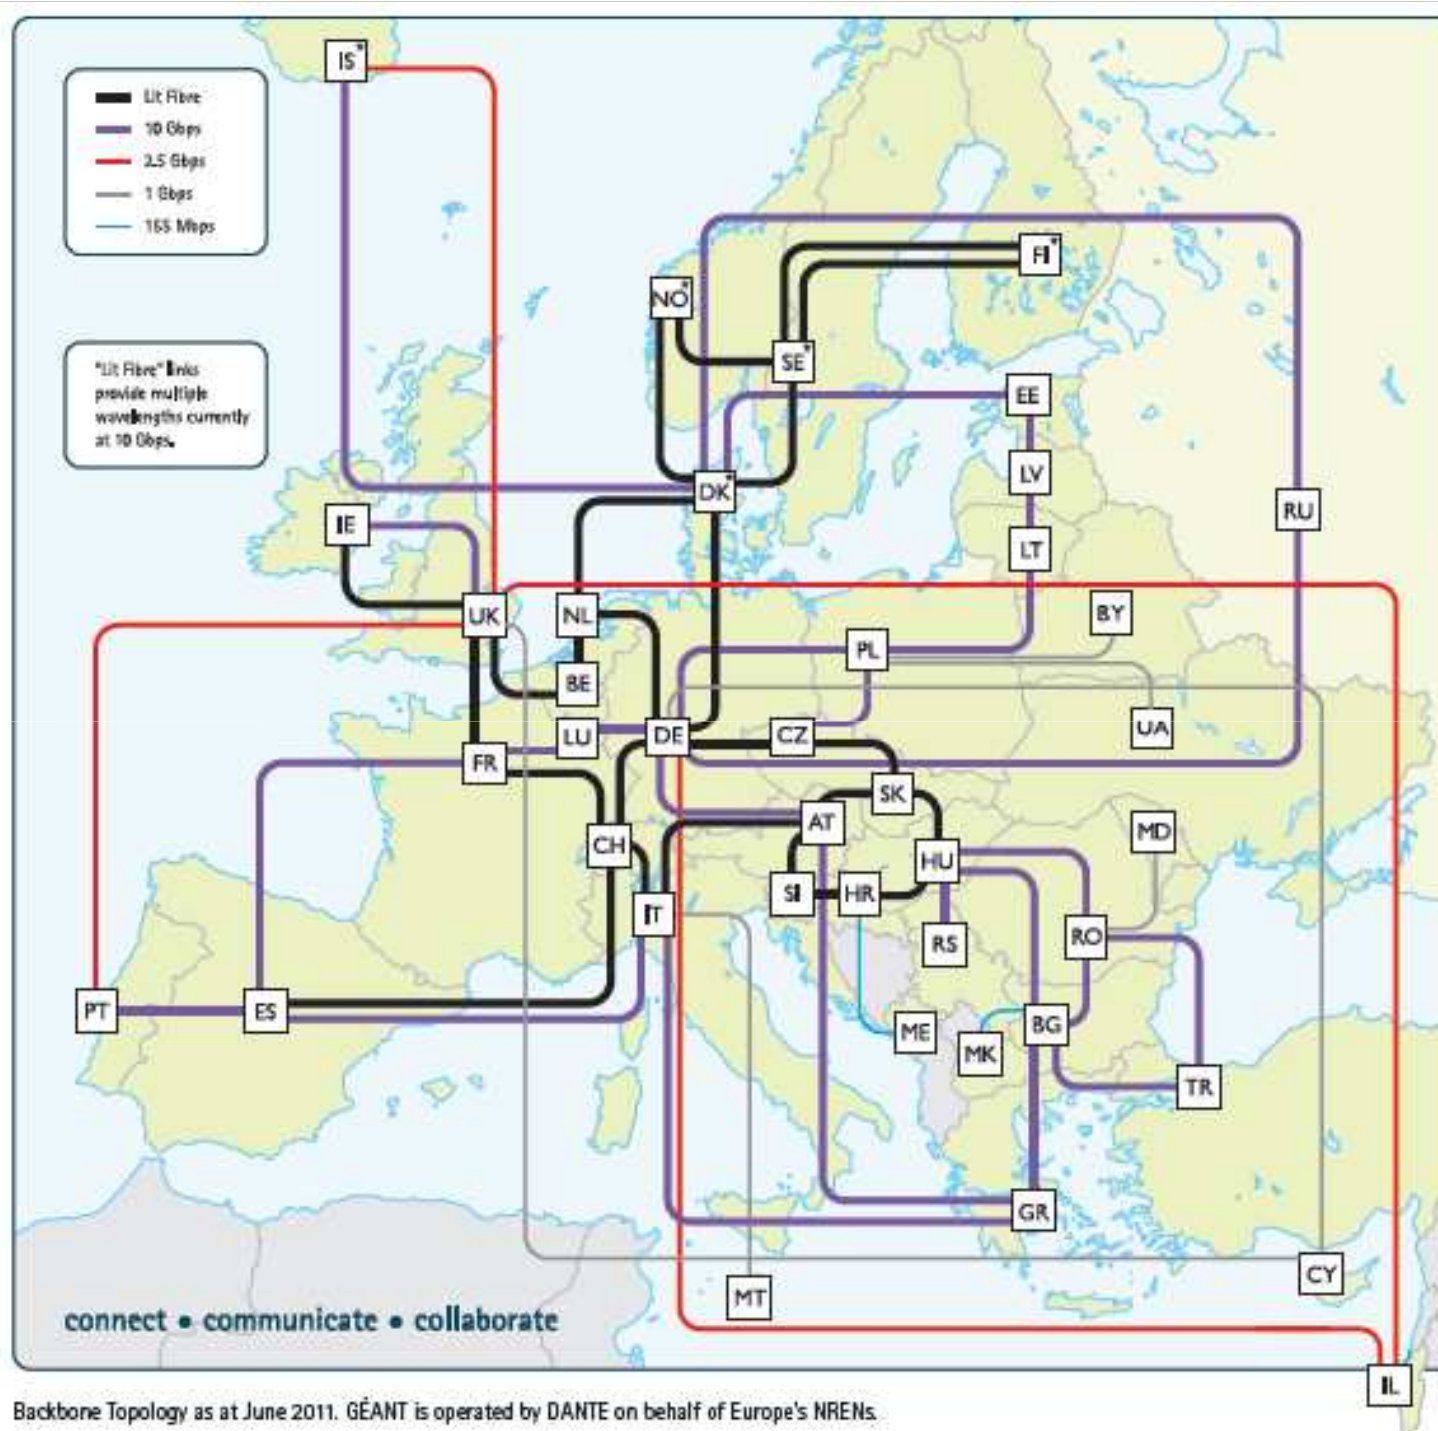 IS*
Lit Fibre
10 Gbps
2.5 Gbps
1 Gbps
155 Mbps
"Lit Fibre" links
provide multiple
wavelengths currently
at 10 Gbps.
FI*
NO*
SE*
EE
LV
DK*
RU
IE
LT
UK
NL
BY
PL
BE
LU
DE
CZ
UA
FR
SK
AT
MD
CH
HU
SI
HR
IT
RO
RS
PT
ES
BG
ME
MK
TR
GR
CY
MT
connect • communicate • collaborate
IL
Backbone Topology as at June 2011. GÉANT is operated by DANTE on behalf of Europe's NRENs.